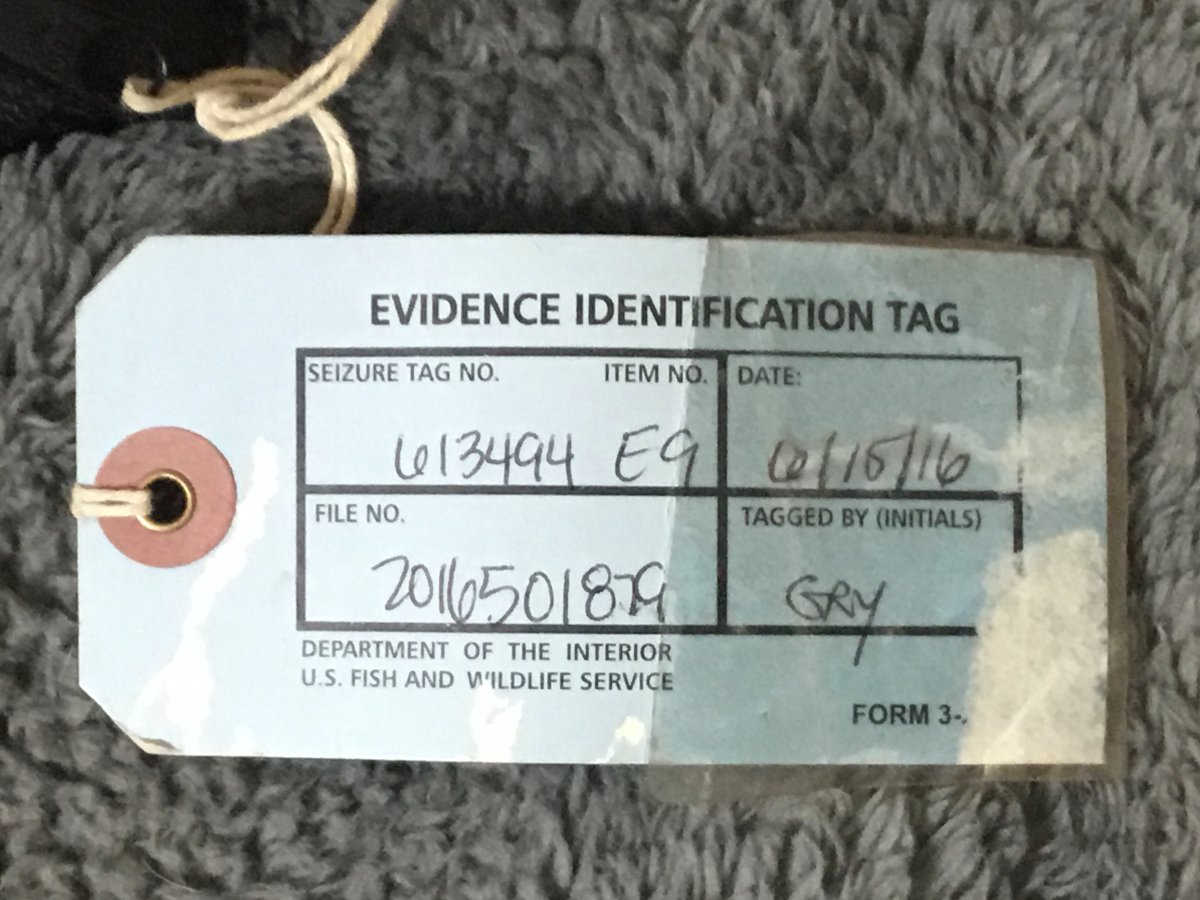 EVIDENCE IDENTIFICATION TAG
SEIZURE TAG NO. ITEM NO. DATE:
613494 E9 6/15/16
FILE NO. TAGGED BY (INITIALS)
2016501879 GRY
DEPARTMENT OF THE INTERIOR
U.S. FISH AND WILDLIFE SERVICE
FORM 3-